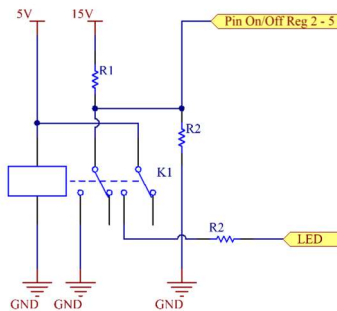 5V 15V Pin On/Off Reg 2 - 5
R1
R2
K1
R2
LED
GND GND GND